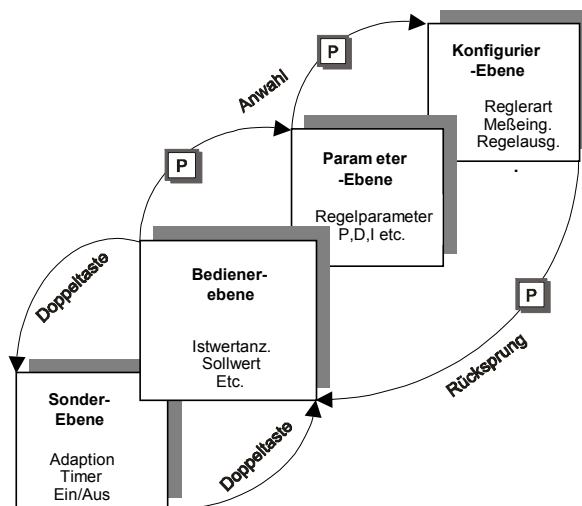 P
Konfigurier
-Ebene
Reglerart
Meßeing.
Regelausg.
.
Anwahl
P
Param eter
-Ebene
Regelparameter
P,D,I etc.
Doppeltaste
Bediener-
ebene
Istwertanz.
Sollwert
Etc.
P
Rücksprung
Sonder-
Ebene
Adaption
Timer
Ein/Aus
Doppeltaste